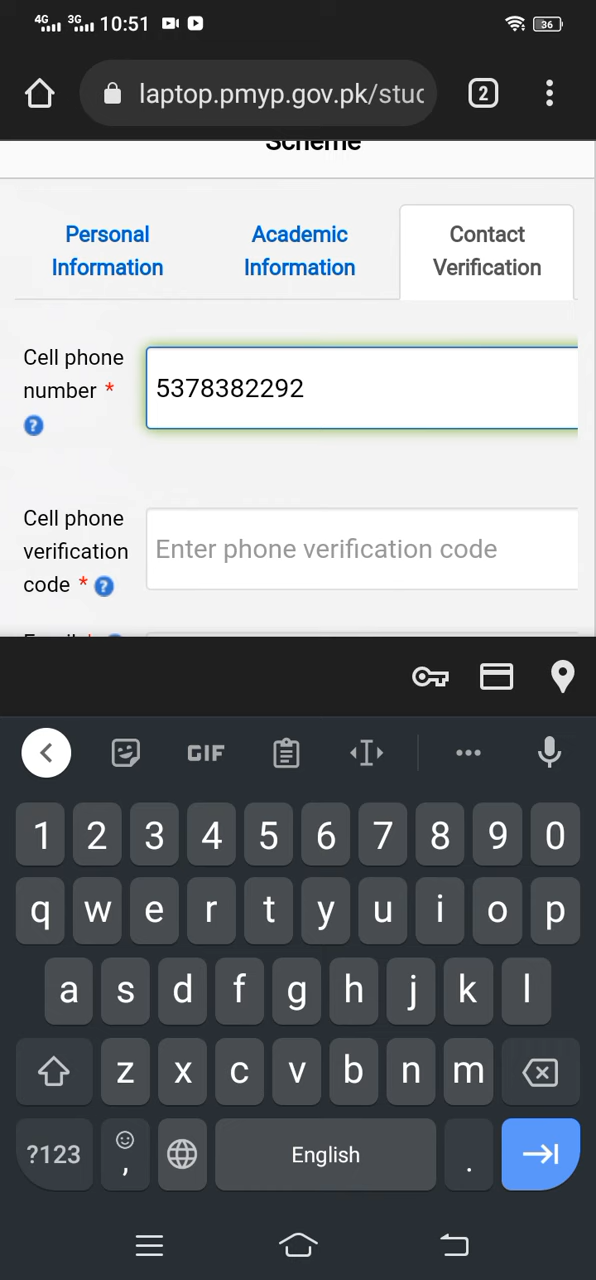 4G 3G 10:51 36
laptop.pmyp.gov.pk/stud 2
Scheme
Personal Information
Academic Information
Contact Verification
Cell phone
number * ?
5378382292
Cell phone
verification
code * ?
Enter phone verification code
GIF
1 2 3 4 5 6 7 8 9 0
q w e r t y u i o p
a s d f g h j k l
z x c v b n m
?123 , English .